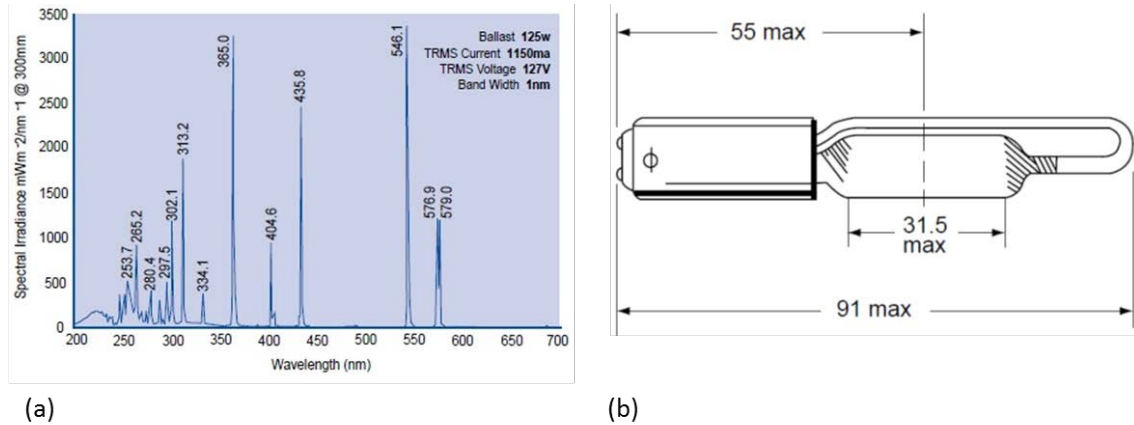 3500
3000
2500
2000
1500
1000
500
0
Spectral Irradiance mWm -2/nm -1 @ 300mm
Ballast 125w
TRMS Current 1150ma
TRMS Voltage 127V
Band Width 1nm
253.7
265.2
280.4
297.5
302.1
313.2
334.1
365.0
404.6
435.8
546.1
576.9
579.0
200 250 300 350 400 450 500 550 600 650 700
Wavelength (nm)
(a)
55 max
31.5
max
91 max
(b)